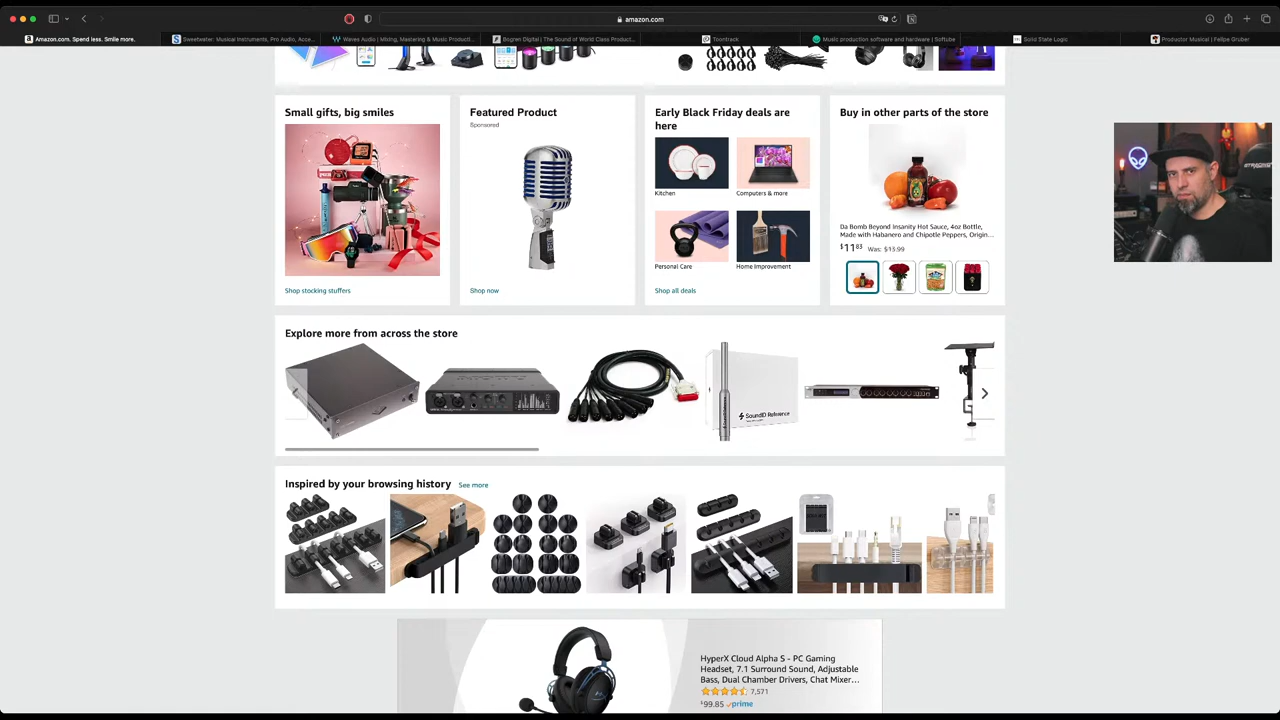 amazon.com
Amazon.com. Spend less. Smile more.
Sweetwater: Musical Instruments, Pro Audio, Acce...
Waves Audio | Mixing, Mastering & Music Producti...
Bogren Digital | The Sound of World Class Product...
Toontrack
Music production software and hardware | Softube
Solid State Logic
Productor Musical | Felipe Gruber
Small gifts, big smiles
Shop stocking stuffers
Featured Product
Sponsored
Shop now
Early Black Friday deals are
here
Kitchen
Computers & more
Personal Care
Home Improvement
Shop all deals
Buy in other parts of the store
Da Bomb Beyond Insanity Hot Sauce, 4oz Bottle,
Made with Habanero and Chipotle Peppers, Origin...
$1183 Was: $13.99
Explore more from across the store
SoundID Reference
Inspired by your browsing history See more
HyperX Cloud Alpha S - PC Gaming
Headset, 7.1 Surround Sound, Adjustable
Bass, Dual Chamber Drivers, Chat Mixer...
7,571
$99.85 prime